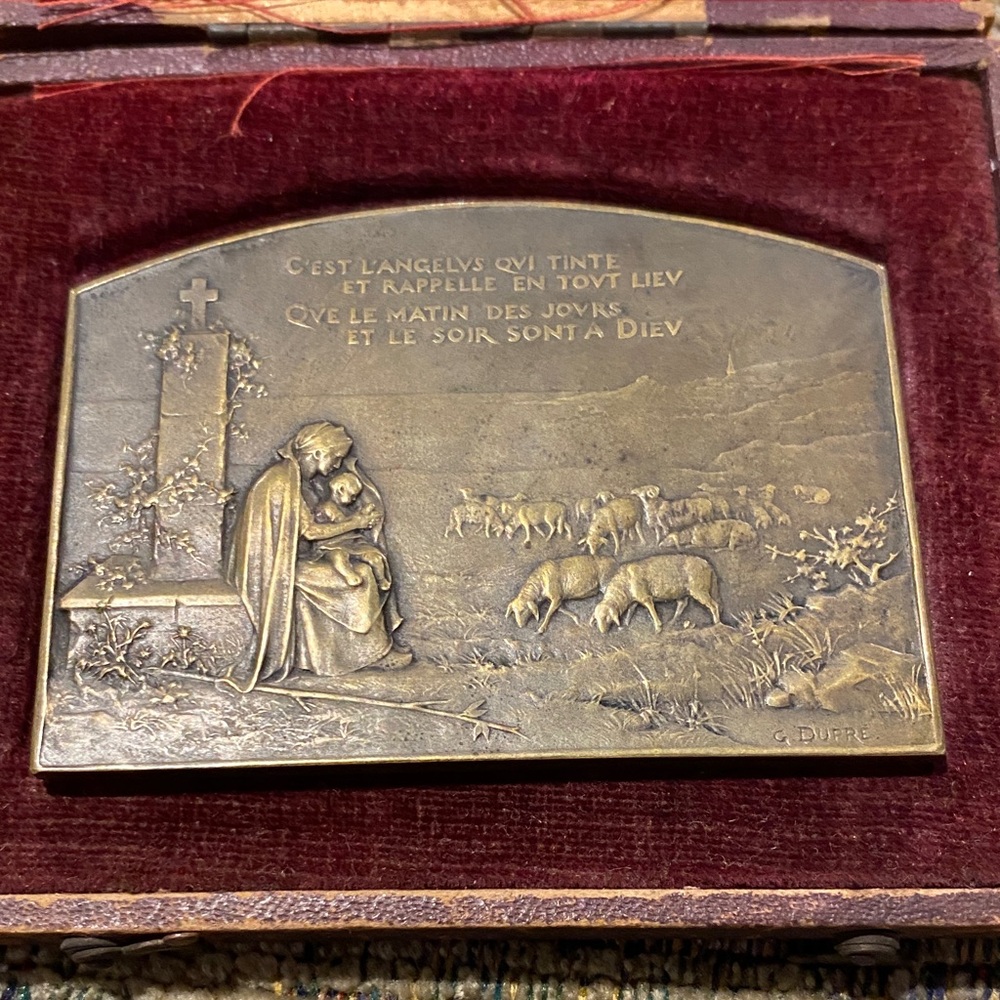 C'EST L'ANGELVS QVI TINTE
ET RAPPELLE EN TOVT LIEV
QVE LE MATIN DES JOVRS
ET LE SOIR SONT A DIEV
G. DUPRÉ.